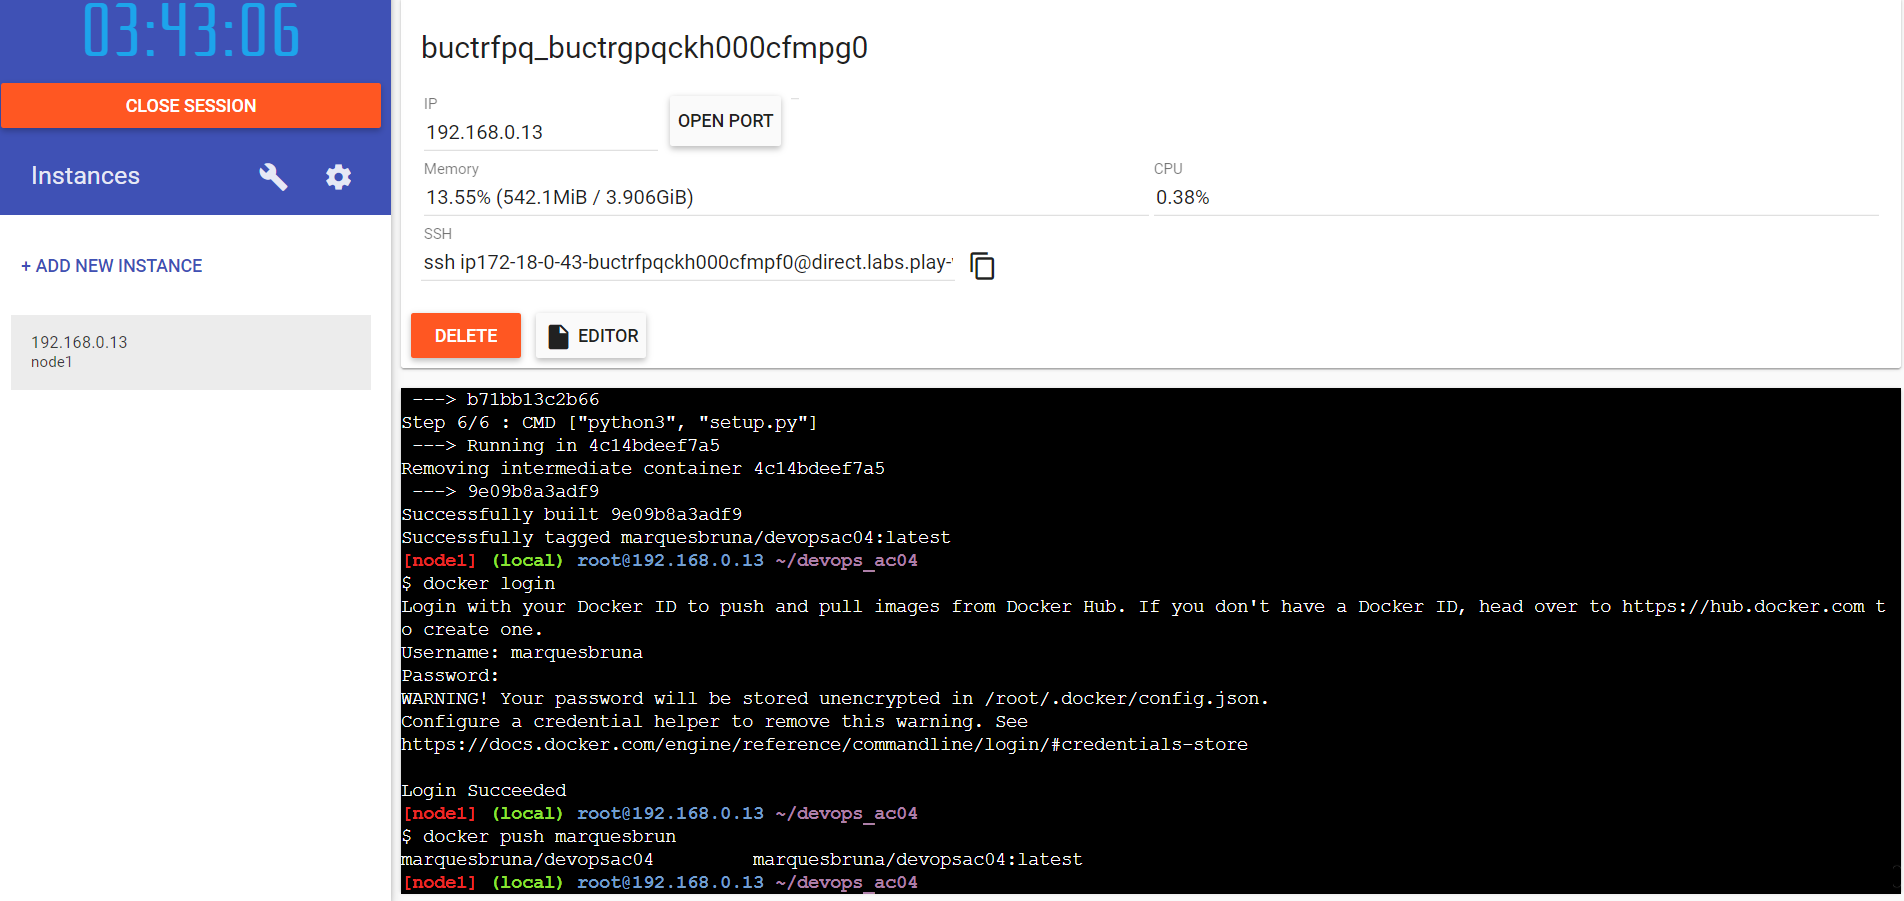 03:43:06
CLOSE SESSION
Instances
+ ADD NEW INSTANCE
192.168.0.13
node1
buctrfpq_buctrgpqckh000cfmpg0
IP
192.168.0.13
OPEN PORT
Memory
13.55% (542.1MiB / 3.906GiB)
CPU
0.38%
SSH
ssh ip172-18-0-43-buctrfpqckh000cfmpf0@direct.labs.play-
DELETE
EDITOR
---> b71bb13c2b66
Step 6/6 : CMD ["python3", "setup.py"]
---> Running in 4c14bdeef7a5
Removing intermediate container 4c14bdeef7a5
---> 9e09b8a3adf9
Successfully built 9e09b8a3adf9
Successfully tagged marquesbruna/devopsac04:latest
[node1] (local) root@192.168.0.13 ~/devops_ac04
$ docker login
Login with your Docker ID to push and pull images from Docker Hub. If you don't have a Docker ID, head over to https://hub.docker.com t
o create one.
Username: marquesbruna
Password:
WARNING! Your password will be stored unencrypted in /root/.docker/config.json.
Configure a credential helper to remove this warning. See
https://docs.docker.com/engine/reference/commandline/login/#credentials-store
Login Succeeded
[node1] (local) root@192.168.0.13 ~/devops_ac04
$ docker push marquesbrun
marquesbruna/devopsac04 marquesbruna/devopsac04:latest
[node1] (local) root@192.168.0.13 ~/devops_ac04